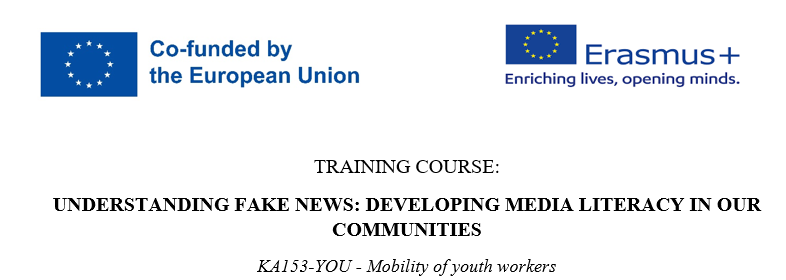 Co-funded by
the European Union
Erasmus+
Enriching lives, opening minds.
TRAINING COURSE:
UNDERSTANDING FAKE NEWS: DEVELOPING MEDIA LITERACY IN OUR
COMMUNITIES
KA153-YOU - Mobility of youth workers